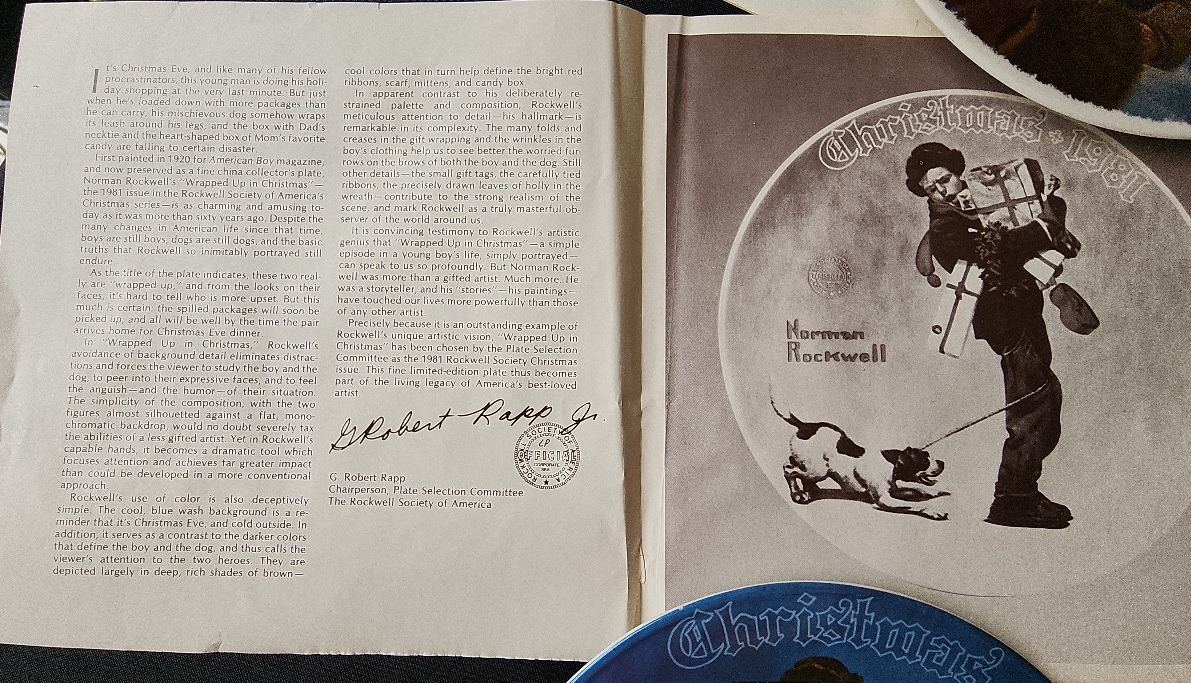 It's Christmas Eve, and like many of his fellow
procrastinators, this young man is doing his holi-
day shopping at the very last minute. But just
when he's loaded down with more packages than
he can carry, his mischievous dog somehow wraps
its leash around his legs, and the box with Dad's
necktie and the heart-shaped box of Mom's favorite
candy are falling to certain disaster.
First painted in 1920 for American Boy magazine,
and now preserved as a fine china collector's plate,
Norman Rockwell's "Wrapped Up in Christmas"—
the 1981 issue in the Rockwell Society of America's
Christmas series—is as charming and amusing to-
day as it was more than sixty years ago. Despite the
many changes in American life since that time,
boys are still boys, dogs are still dogs, and the basic
truths that Rockwell so inimitably portrayed still
endure.
As the title of the plate indicates, these two real-
ly are "wrapped up," and from the looks on their
faces, it's hard to tell who is more upset. But this
much is certain: the spilled packages will soon be
picked up, and all will be well by the time the pair
arrives home for Christmas Eve dinner.
In "Wrapped Up in Christmas," Rockwell's
avoidance of background detail eliminates distrac-
tions and forces the viewer to study the boy and the
dog, to peer into their expressive faces, and to feel
the anguish—and the humor—of their situation.
The simplicity of the composition, with the two
figures almost silhouetted against a flat, mono-
chromatic backdrop, would no doubt severely tax
the abilities of a less gifted artist. Yet in Rockwell's
capable hands, it becomes a dramatic tool which
focuses attention and achieves far greater impact
than could be developed in a more conventional
approach.
Rockwell's use of color is also deceptively
simple. The cool, blue wash background is a re-
minder that it's Christmas Eve, and cold outside. In
addition, it serves as a contrast to the darker colors
that define the boy and the dog, and thus calls the
viewer's attention to the two heroes. They are
depicted largely in deep, rich shades of brown—
cool colors that in turn help define the bright red
ribbons, scarf, mittens, and candy box.
In apparent contrast to his deliberately re-
strained palette and composition, Rockwell's
meticulous attention to detail—his hallmark—is
remarkable in its complexity. The many folds and
creases in the gift wrapping and the wrinkles in the
boy's clothing help us to see better the worried fur-
rows on the brows of both the boy and the dog. Still
other details—the small gift tags, the carefully tied
ribbons, the precisely drawn leaves of holly in the
wreath—contribute to the strong realism of the
scene, and mark Rockwell as a truly masterful ob-
server of the world around us.
It is convincing testimony to Rockwell's artistic
genius that "Wrapped Up in Christmas"—a simple
episode in a young boy's life, simply portrayed—
can speak to us so profoundly. But Norman Rock-
well was more than a gifted artist. Much more. He
was a storyteller, and his "stories"—his paintings—
have touched our lives more powerfully than those
of any other artist.
Precisely because it is an outstanding example of
Rockwell's unique artistic vision, "Wrapped Up in
Christmas" has been chosen by the Plate Selection
Committee as the 1981 Rockwell Society Christmas
issue. This fine limited-edition plate thus becomes
part of the living legacy of America's best-loved
artist.
G Robert Rapp Jr.
ROCKWELL SOCIETY OF AMERICA
OFFICIAL
CORPORATE
SEAL
G. Robert Rapp
Chairperson, Plate Selection Committee
The Rockwell Society of America
Christmas 1981
Norman
Rockwell
Christmas